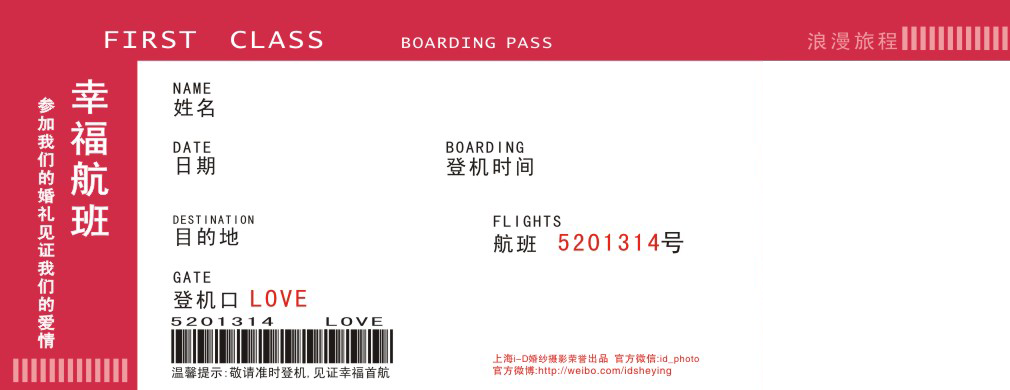 FIRST CLASS
BOARDING PASS
浪漫旅程
幸福航班
参加我们的婚礼见证我们的爱情
NAME
姓名
DATE
日期
BOARDING
登机时间
DESTINATION
目的地
FLIGHTS
航班 5201314号
GATE
登机口 LOVE
5201314 LOVE
温馨提示:敬请准时登机,见证幸福首航
上海i-D婚纱摄影荣誉出品 官方微信:id_photo
官方微博:http://weibo.com/idsheying